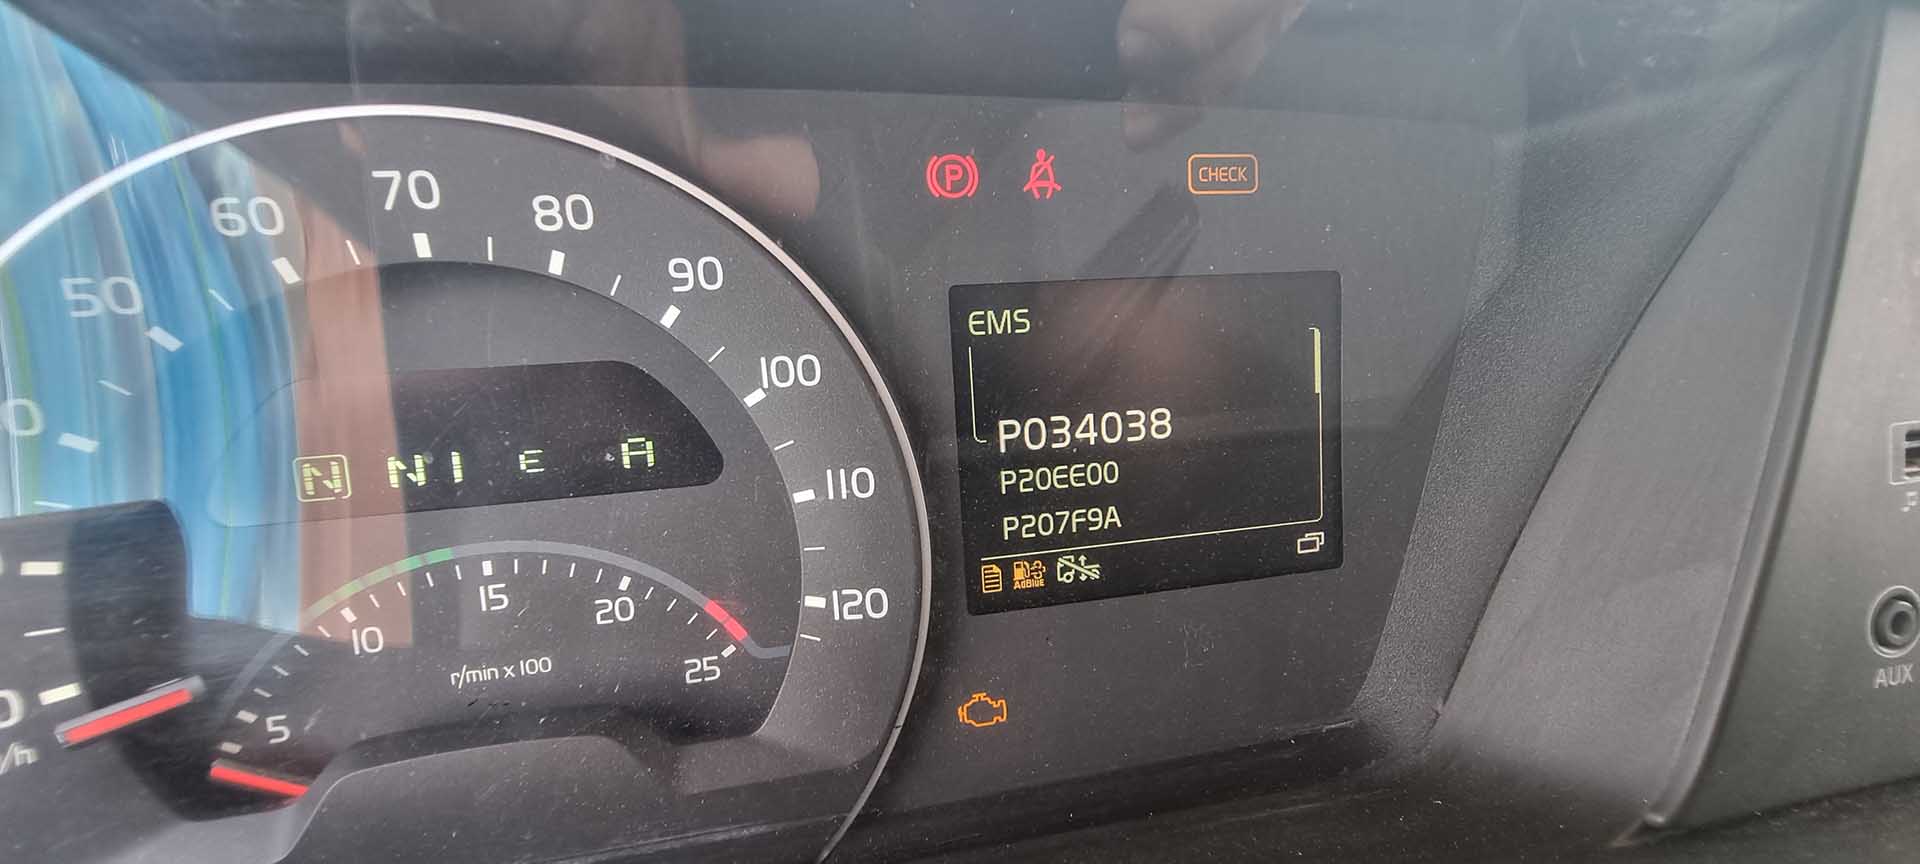 50
60
70
80
90
100
110
120
N N1 E A
5
10
15
20
25
r/min x 100
CHECK
EMS
P034038
P20EE00
P207F9A
AdBlue
P
AUX